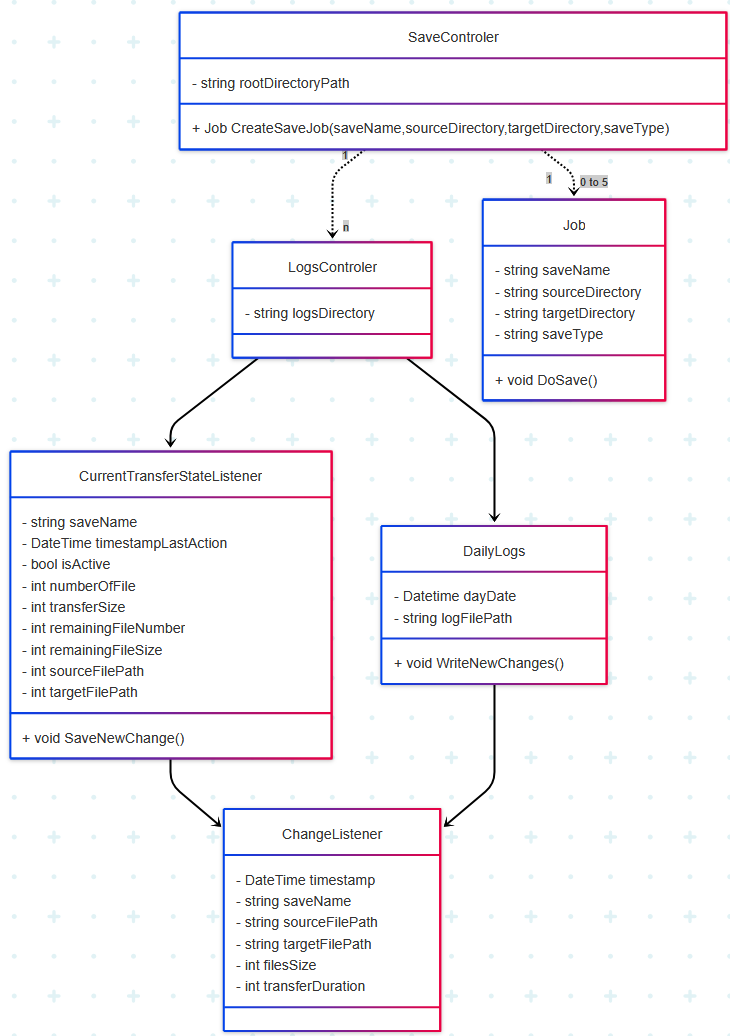 SaveControler
- string rootDirectoryPath
+ Job CreateSaveJob(saveName,sourceDirectory,targetDirectory,saveType)
1
n
1
0 to 5
LogsControler
- string logsDirectory
Job
- string saveName
- string sourceDirectory
- string targetDirectory
- string saveType
+ void DoSave()
CurrentTransferStateListener
- string saveName
- DateTime timestampLastAction
- bool isActive
- int numberOfFile
- int transferSize
- int remainingFileNumber
- int remainingFileSize
- int sourceFilePath
- int targetFilePath
+ void SaveNewChange()
DailyLogs
- Datetime dayDate
- string logFilePath
+ void WriteNewChanges()
ChangeListener
- DateTime timestamp
- string saveName
- string sourceFilePath
- string targetFilePath
- int filesSize
- int transferDuration